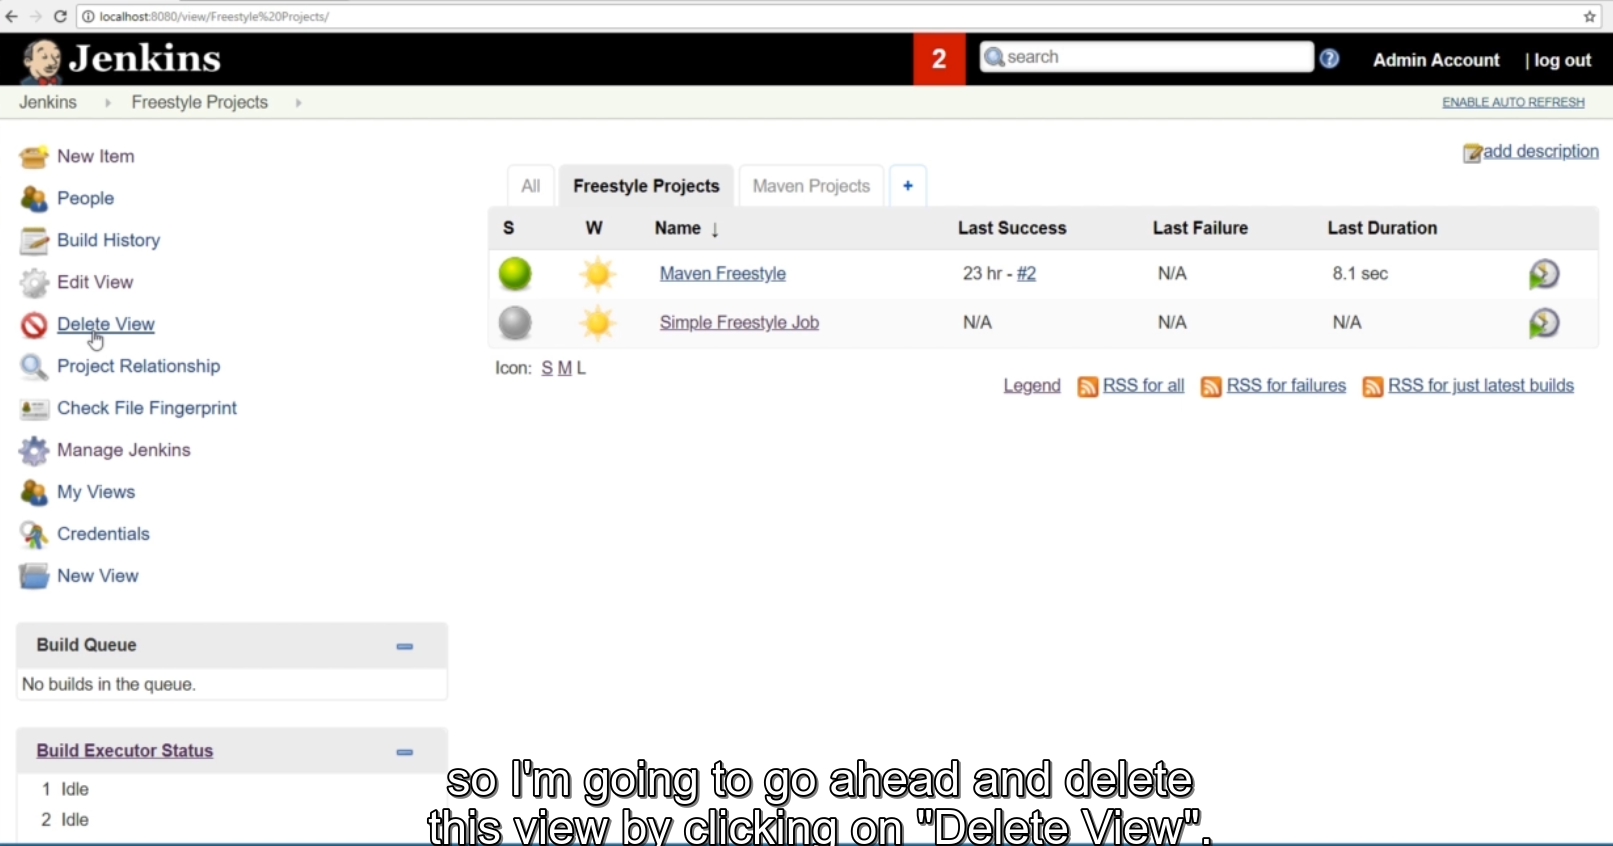 localhost:8080/view/Freestyle%20Projects/
Jenkins
2
search
Admin Account
| log out
Jenkins
Freestyle Projects
ENABLE AUTO REFRESH
New Item
People
Build History
Edit View
Delete View
Project Relationship
Check File Fingerprint
Manage Jenkins
My Views
Credentials
New View
Build Queue
No builds in the queue.
Build Executor Status
1 Idle
2 Idle
add description
All Freestyle Projects Maven Projects +
S W Name ↓ Last Success Last Failure Last Duration
Maven Freestyle 23 hr - #2 N/A 8.1 sec
Simple Freestyle Job N/A N/A N/A
Icon: S M L
Legend RSS for all RSS for failures RSS for just latest builds
so I'm going to go ahead and delete
this view by clicking on "Delete View".